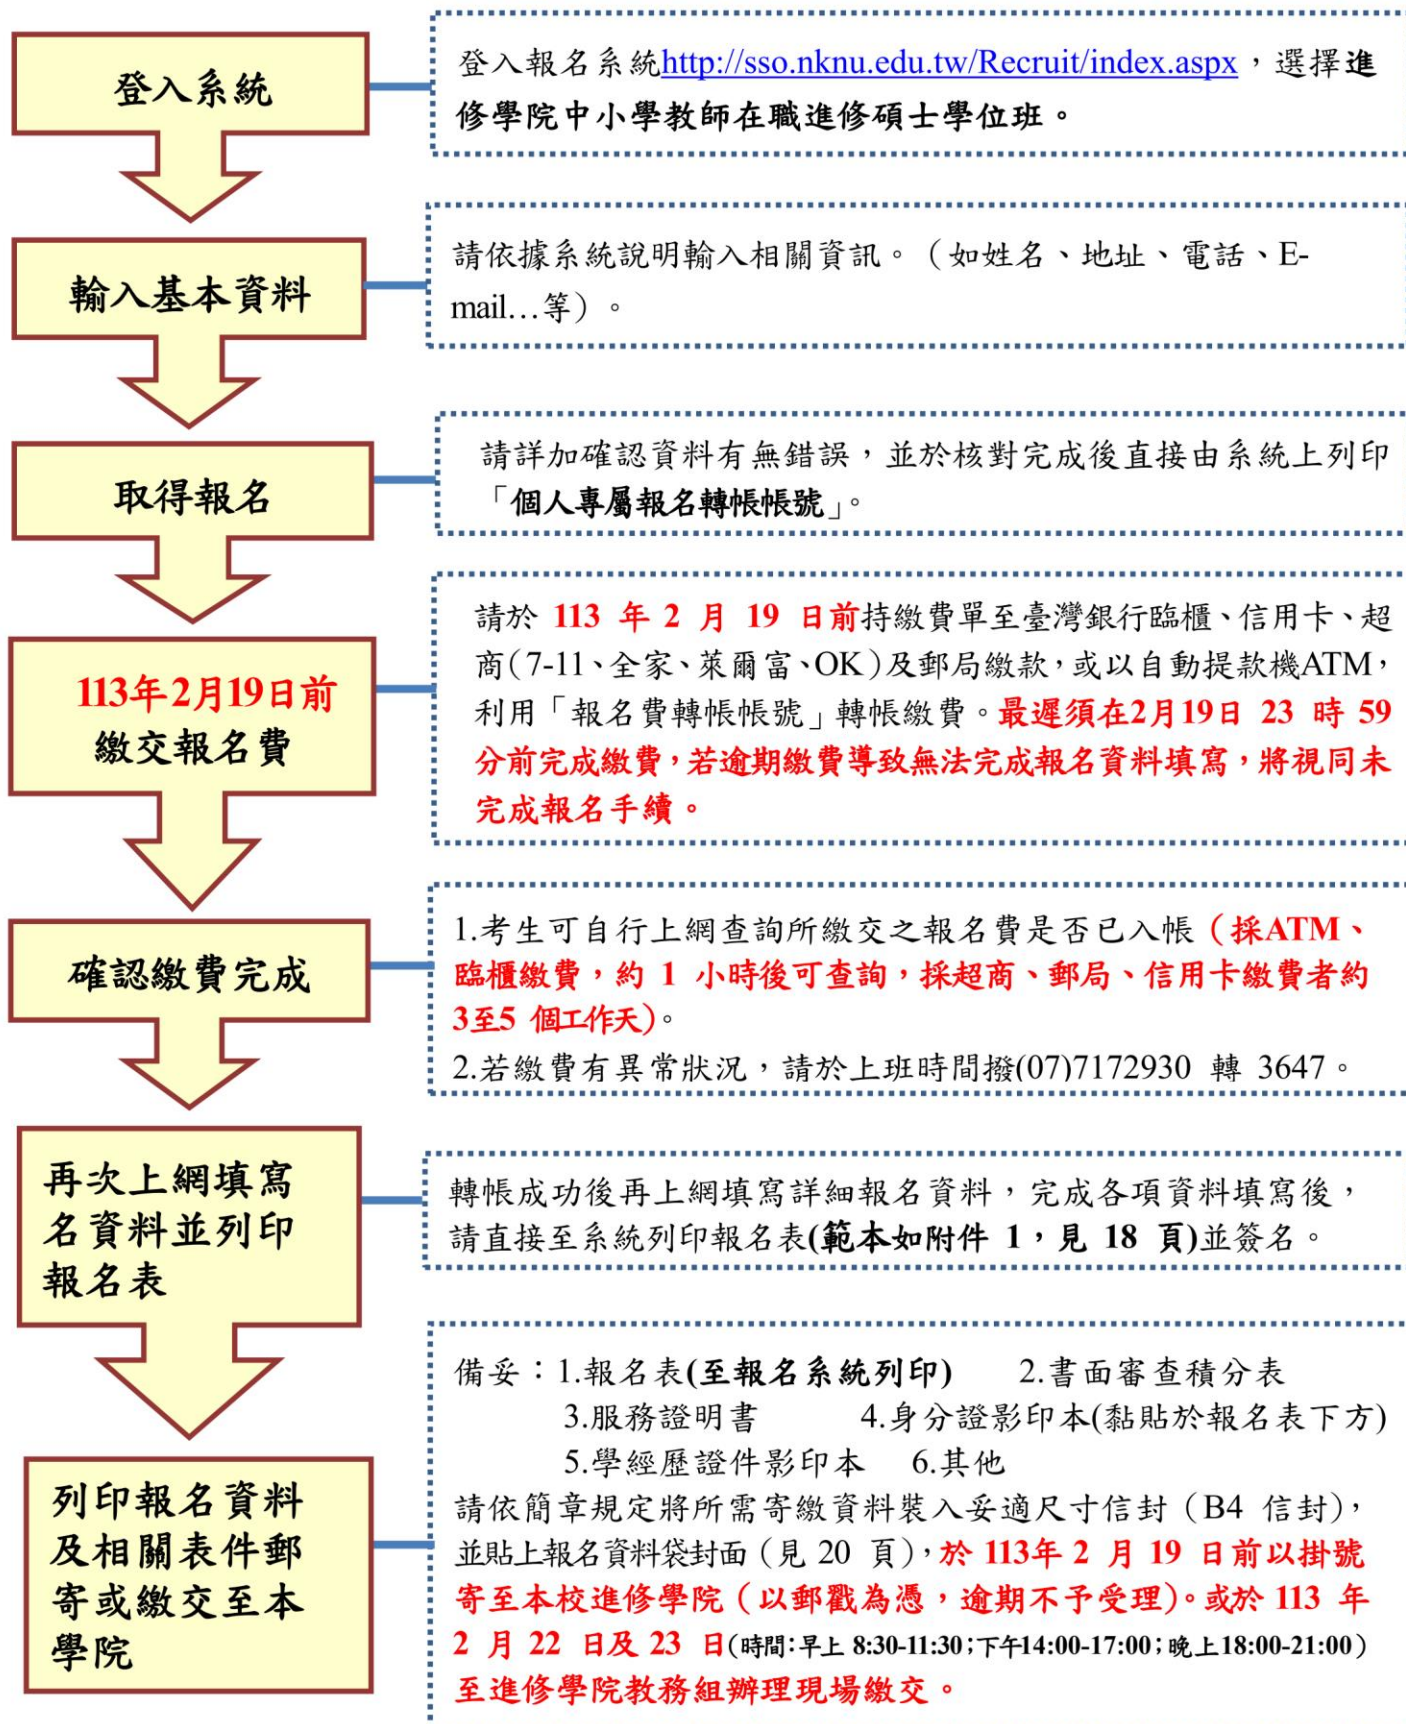 登入系統
登入報名系統http://sso.nknu.edu.tw/Recruit/index.aspx，選擇進
修學院中小學教師在職進修碩士學位班。
輸入基本資料
請依據系統說明輸入相關資訊。（如姓名、地址、電話、E-
mail…等）。
取得報名
請詳加確認資料有無錯誤，並於核對完成後直接由系統上列印
「個人專屬報名轉帳帳號」。
113年2月19日前
繳交報名費
請於 113 年 2 月 19 日前持繳費單至臺灣銀行臨櫃、信用卡、超
商(7-11、全家、萊爾富、OK)及郵局繳款，或以自動提款機ATM，
利用「報名費轉帳帳號」轉帳繳費。最遲須在2月19日 23 時 59
分前完成繳費，若逾期繳費導致無法完成報名資料填寫，將視同未
完成報名手續。
確認繳費完成
1.考生可自行上網查詢所繳交之報名費是否已入帳（採ATM、
臨櫃繳費，約 1 小時後可查詢，採超商、郵局、信用卡繳費者約
3至5 個工作天)。
2.若繳費有異常狀況，請於上班時間撥(07)7172930 轉 3647。
再次上網填寫
名資料並列印
報名表
轉帳成功後再上網填寫詳細報名資料，完成各項資料填寫後，
請直接至系統列印報名表(範本如附件 1，見 18 頁)並簽名。
列印報名資料
及相關表件郵
寄或繳交至本
學院
備妥：1.報名表(至報名系統列印) 2.書面審查積分表
3.服務證明書 4.身分證影印本(黏貼於報名表下方)
5.學經歷證件影印本 6.其他
請依簡章規定將所需寄繳資料裝入妥適尺寸信封（B4 信封)，
並貼上報名資料袋封面（見 20 頁)，於 113年 2 月 19 日前以掛號
寄至本校進修學院（以郵戳為憑，逾期不予受理)。或於 113 年
2 月 22 日及 23 日(時間：早上 8:30-11:30；下午14:00-17:00；晚上18:00-21:00）
至進修學院教務組辦理現場繳交。